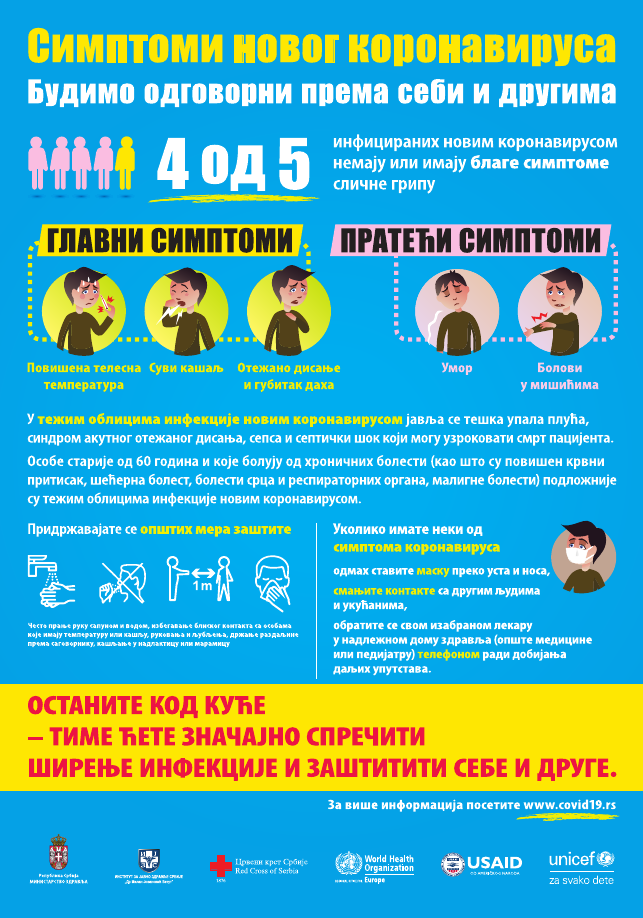 Симптоми новог коронавируса
Будимо одговорни према себи и другима
4 од 5
инфицираних новим коронавирусом
немају или имају благе симптоме
сличне грипу
ГЛАВНИ СИМПТОМИ
ПРАТЕЋИ СИМПТОМИ
Повишена телесна
температура
Суви кашаљ
Отежано дисање
и губитак даха
Умор
Болови
у мишићима
У тежим облицима инфекције новим коронавирусом јавља се тешка упала плућа,
синдром акутног отежаног дисања, сепса и септички шок који могу узроковати смрт пацијента.
Особе старије од 60 година и које болују од хроничних болести (као што су повишен крвни
притисак, шећерна болест, болести срца и респираторних органа, малигне болести) подложније
су тежим облицима инфекције новим коронавирусом.
Придржавајте се општих мера заштите
1 m
Често прање руку сапуном и водом, избегавање блиског контакта са особама
које имају температуру или кашљу, руковања и љубљења, држање раздаљине
према саговорнику, кашљање у надлактицу или марамицу
Уколико имате неки од
симптома коронавируса
одмах ставите маску преко уста и носа,
смањите контакте са другим људима
и укућанима,
обратите се свом изабраном лекару
у надлежном дому здравља (опште медицине
или педијатру) телефоном ради добијања
даљих упутстава.
ОСТАНИТЕ КОД КУЋЕ
– ТИМЕ ЋЕТЕ ЗНАЧАЈНО СПРЕЧИТИ
ШИРЕЊЕ ИНФЕКЦИЈЕ И ЗАШТИТИТИ СЕБЕ И ДРУГЕ.
За више информација посетите www.covid19.rs
Република Србија
МИНИСТАРСТВО ЗДРАВЉА
ИНСТИТУТ ЗА ЈАВНО ЗДРАВЉЕ СРБИЈЕ
1876
Црвени крст Србије
Red Cross of Serbia
World Health
Organization
Europe
USAID
ОД АМЕРИЧКОГ НАРОДА
unicef
za svako dete